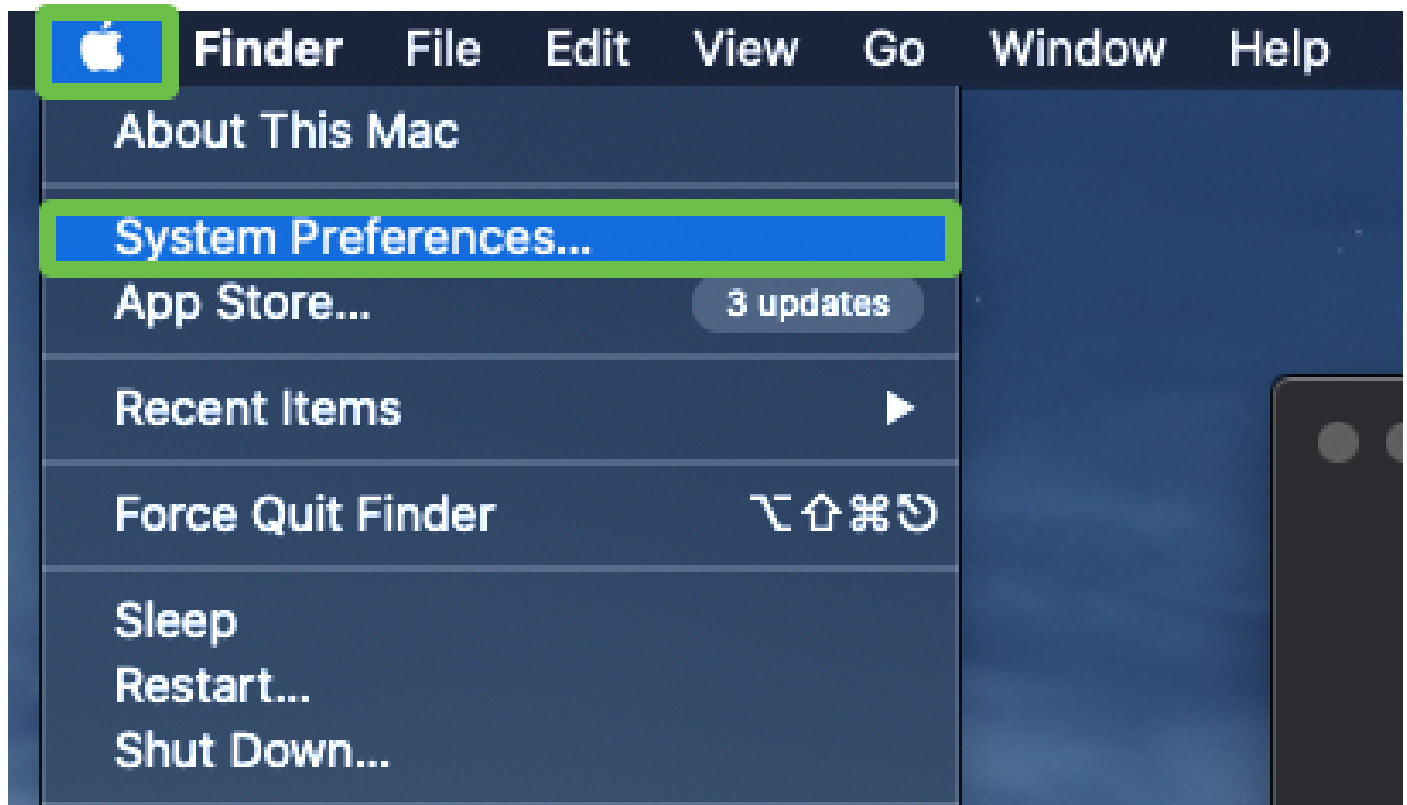 Finder File Edit View Go Window Help
About This Mac
System Preferences...
App Store... 3 updates
Recent Items ▶
Force Quit Finder ⌥⇧⌘⎋
Sleep
Restart...
Shut Down...